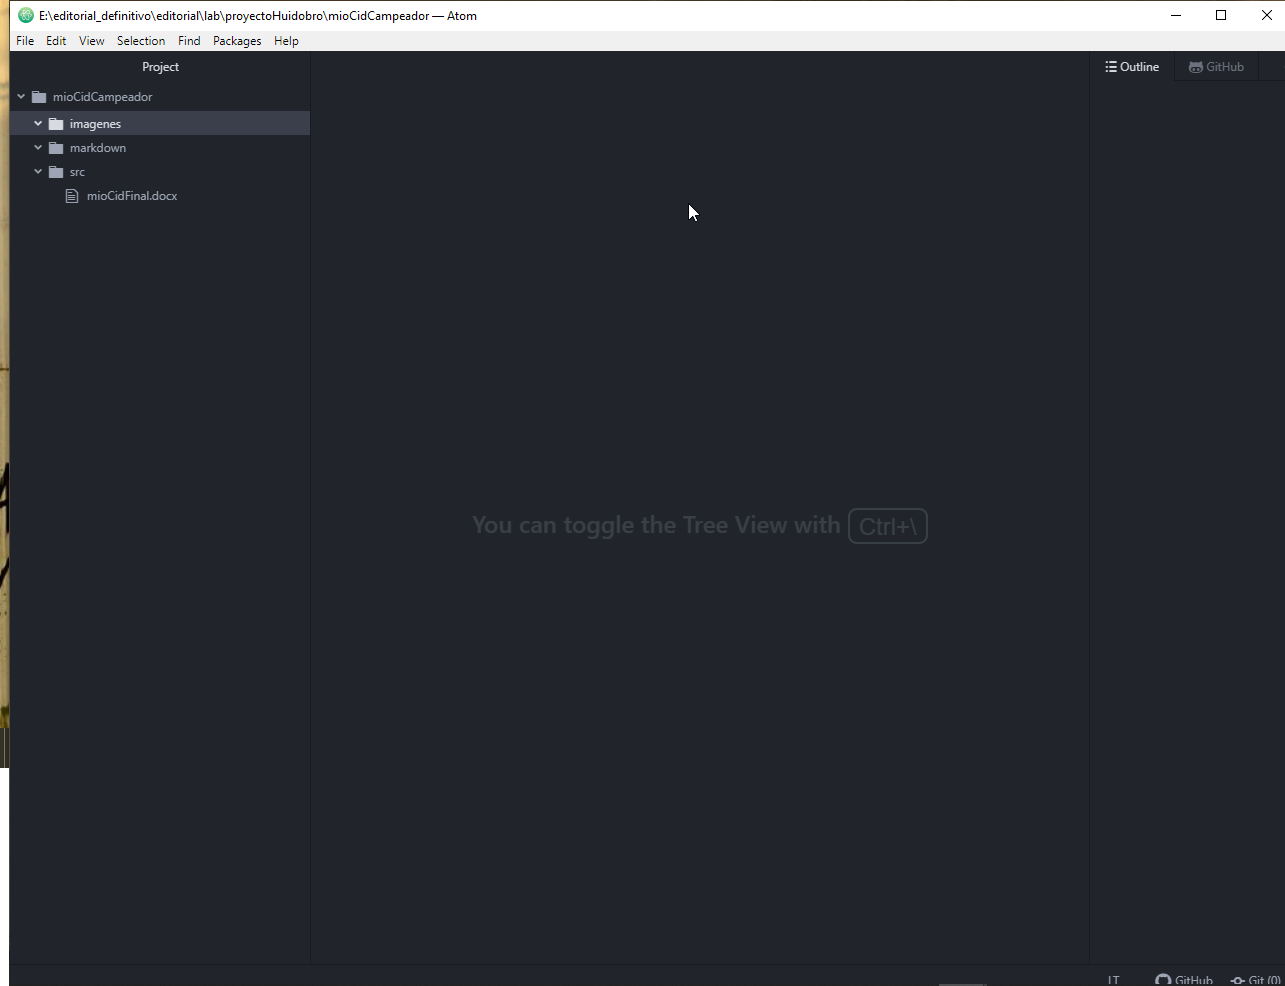 E:\editorial_definitivo\editorial\lab\proyectoHuidobro\mioCidCampeador — Atom
File Edit View Selection Find Packages Help
Project
Outline
GitHub
mioCidCampeador
imagenes
markdown
src
mioCidFinal.docx
You can toggle the Tree View with Ctrl+\
GitHub
Git (0)